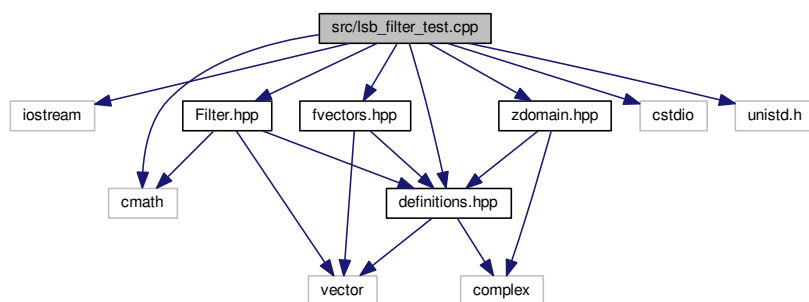 src/lsb_filter_test.cpp
iostream
Filter.hpp
fvectors.hpp
zdomain.hpp
cstdio
unistd.h
cmath
definitions.hpp
vector
complex